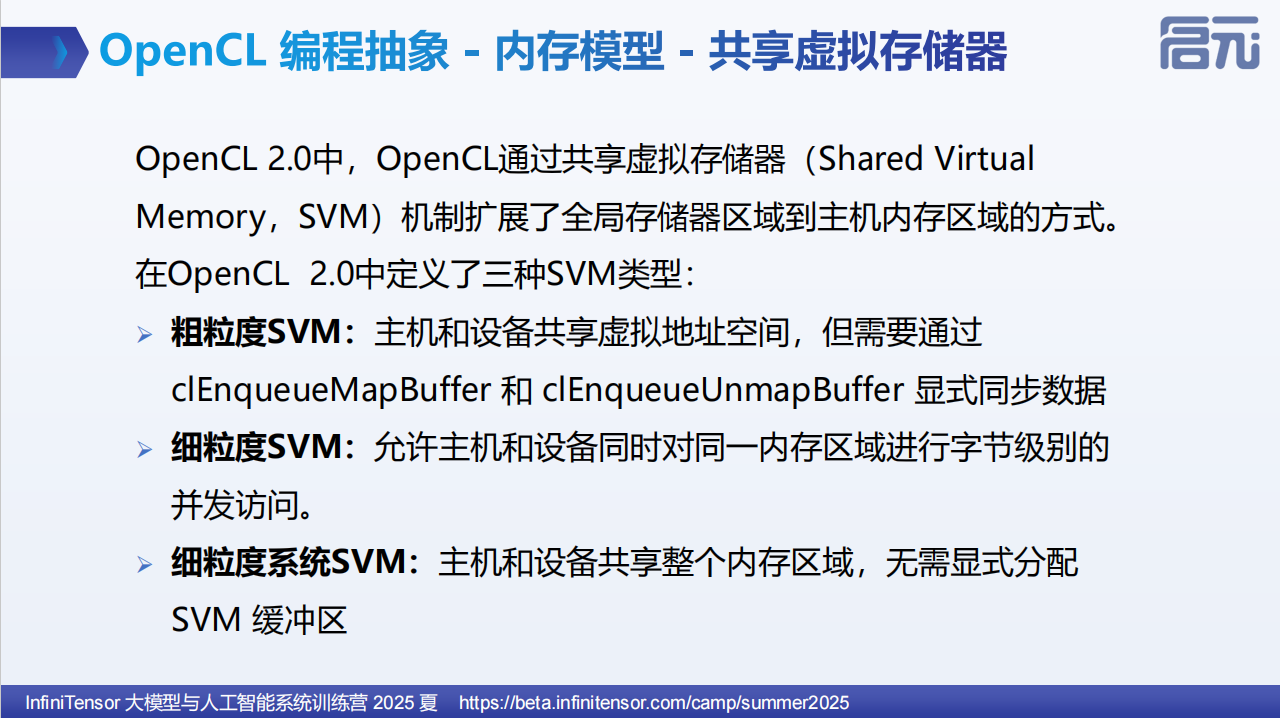 OpenCL 编程抽象 - 内存模型 - 共享虚拟存储器
启元
OpenCL 2.0中，OpenCL通过共享虚拟存储器（Shared Virtual
Memory，SVM）机制扩展了全局存储器区域到主机内存区域的方式。
在OpenCL 2.0中定义了三种SVM类型：
粗粒度SVM：主机和设备共享虚拟地址空间，但需要通过
clEnqueueMapBuffer 和 clEnqueueUnmapBuffer 显式同步数据
细粒度SVM：允许主机和设备同时对同一内存区域进行字节级别的
并发访问。
细粒度系统SVM：主机和设备共享整个内存区域，无需显式分配
SVM 缓冲区
InfiniTensor 大模型与人工智能系统训练营 2025 夏 https://beta.infinitensor.com/camp/summer2025